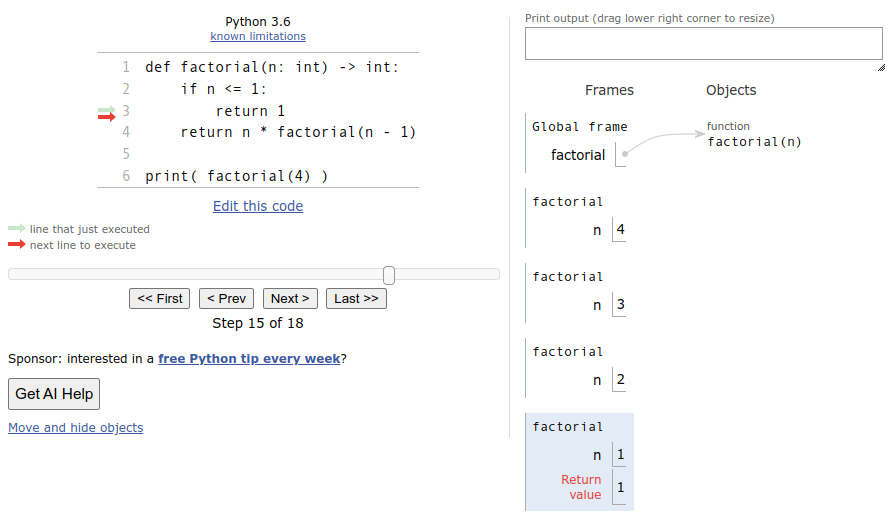 Python 3.6
known limitations
1 def factorial(n: int) -> int:
2     if n <= 1:
3         return 1
4     return n * factorial(n - 1)
5
6 print( factorial(4) )
Edit this code
line that just executed
next line to execute
<< First < Prev Next > Last >>
Step 15 of 18
Sponsor: interested in a free Python tip every week?
Get AI Help
Move and hide objects
Print output (drag lower right corner to resize)
Frames Objects
Global frame
factorial
function
factorial(n)
factorial
n 4
factorial
n 3
factorial
n 2
factorial
n 1
Return
value 1